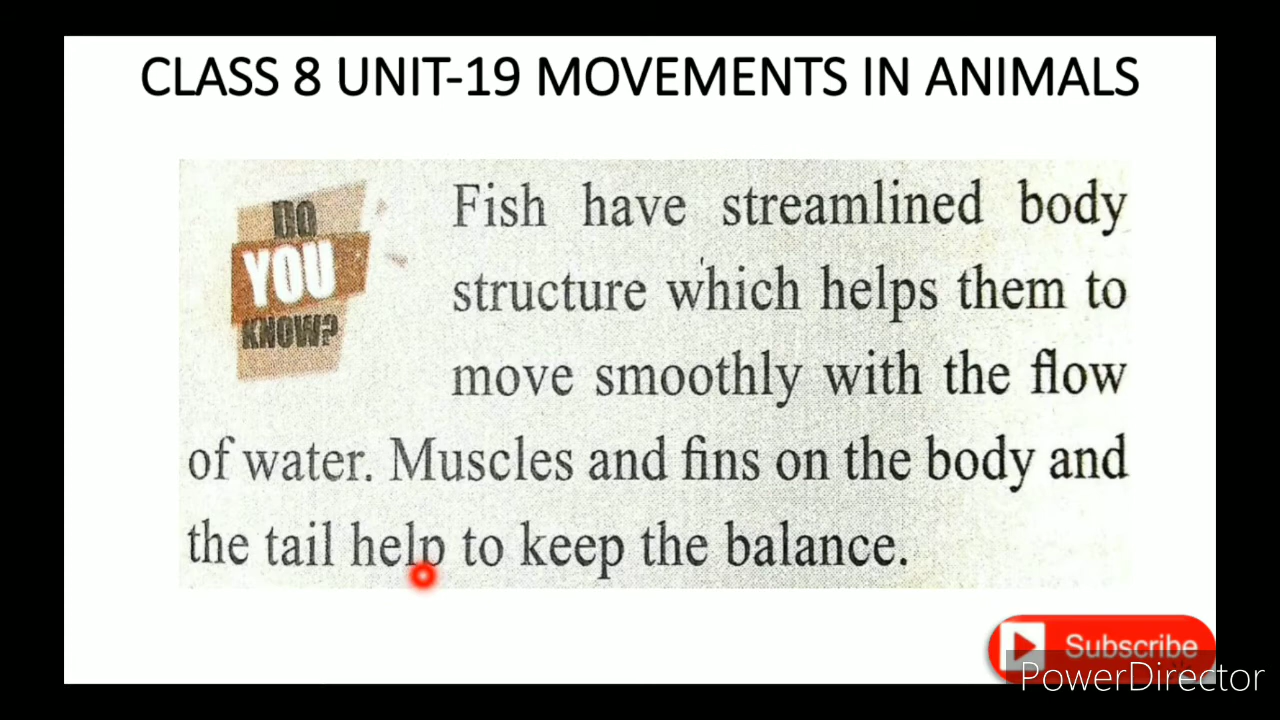 CLASS 8 UNIT-19 MOVEMENTS IN ANIMALS
DO
YOU
KNOW?
Fish have streamlined body
structure which helps them to
move smoothly with the flow
of water. Muscles and fins on the body and
the tail help to keep the balance.
Subscribe
PowerDirector